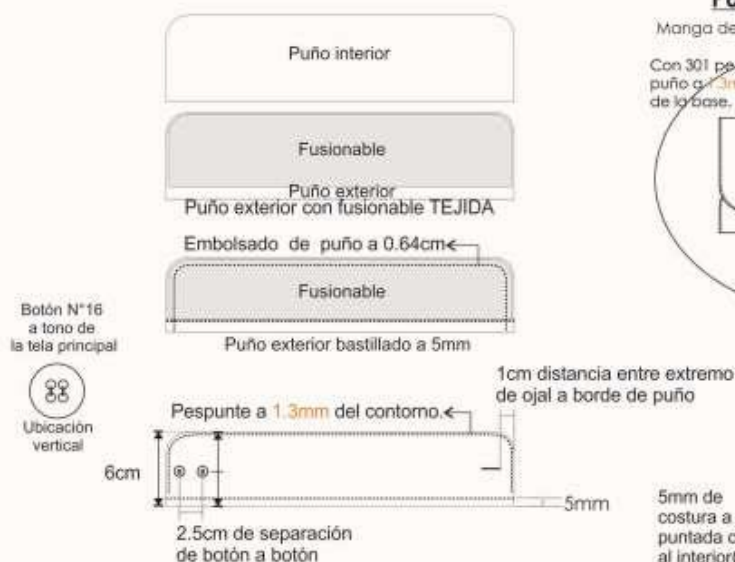 Puño interior
Fusionable
Puño exterior
Puño exterior con fusionable TEJIDA
Embolsado de puño a 0.64cm
Fusionable
Puño exterior bastillado a 5mm
Botón N°16
a tono de
la tela principal
Ubicación
vertical
Pespunte a 1.3mm del contorno.
1cm distancia entre extremo
de ojal a borde de puño
6cm
5mm
2.5cm de separación
de botón a botón
Manga de
Con 301
puño a
de la base.
5mm de
costura a
puntada
al interior